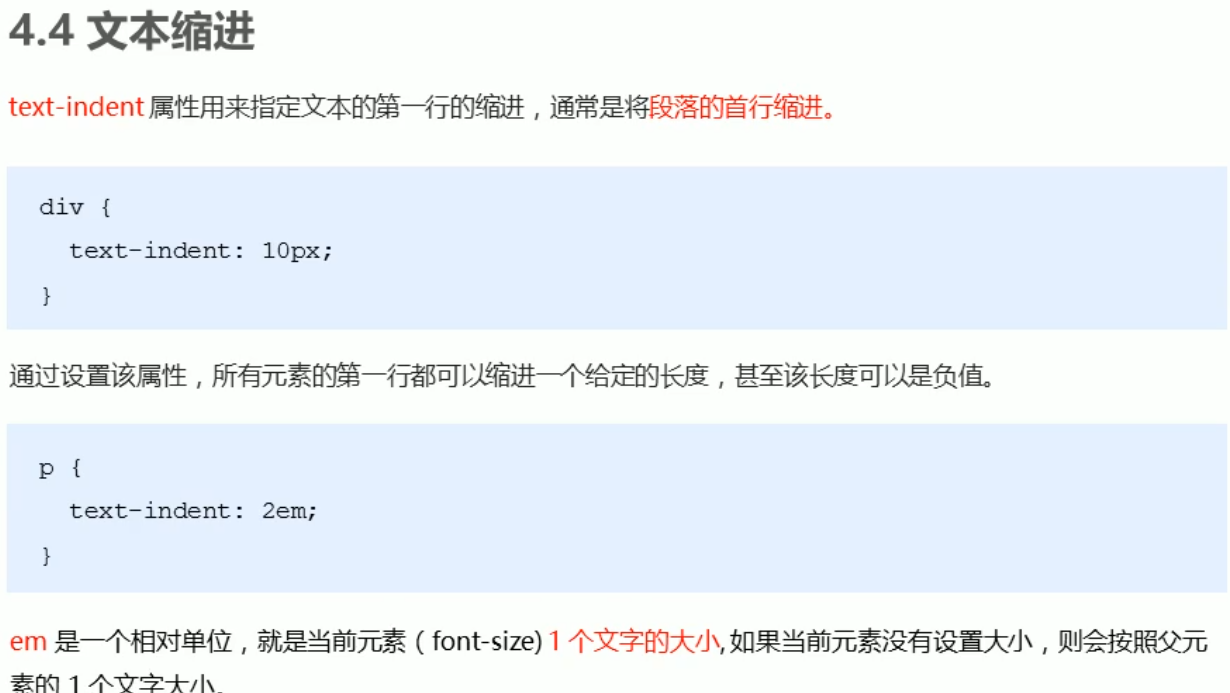 4.4 文本缩进
text-indent 属性用来指定文本的第一行的缩进，通常是将段落的首行缩进。
div {
  text-indent: 10px;
}
通过设置该属性，所有元素的第一行都可以缩进一个给定的长度，甚至该长度可以是负值。
p {
  text-indent: 2em;
}
em 是一个相对单位，就是当前元素（font-size) 1 个文字的大小, 如果当前元素没有设置大小，则会按照父元
素的 1 个文字大小。